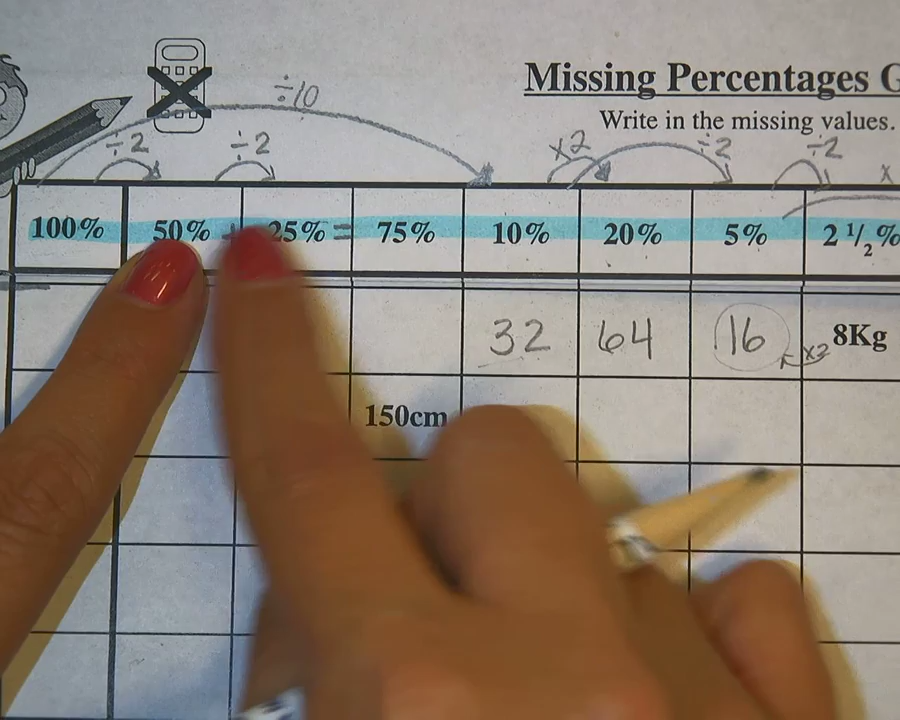 Missing Percentages G
Write in the missing values.
÷10
÷2 ÷2 x2 ÷2 ÷2 x
100% 50% + 25% = 75% 10% 20% 5% 2 1/2%
32 64 16 x2 8Kg
150cm